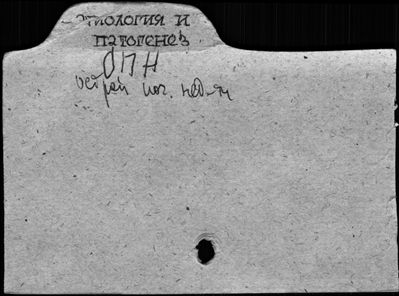 этиология и
патогенез
ОПН
острой поч. нед-ти